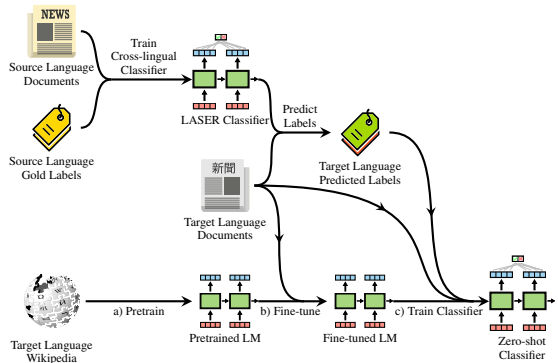 NEWS
Source Language
Documents
Train
Cross-lingual
Classifier
LASER Classifier
Source Language
Gold Labels
Predict
Labels
Target Language
Predicted Labels
新聞
Target Language
Documents
Target Language
Wikipedia
a) Pretrain
Pretrained LM
b) Fine-tune
Fine-tuned LM
c) Train Classifier
Zero-shot
Classifier